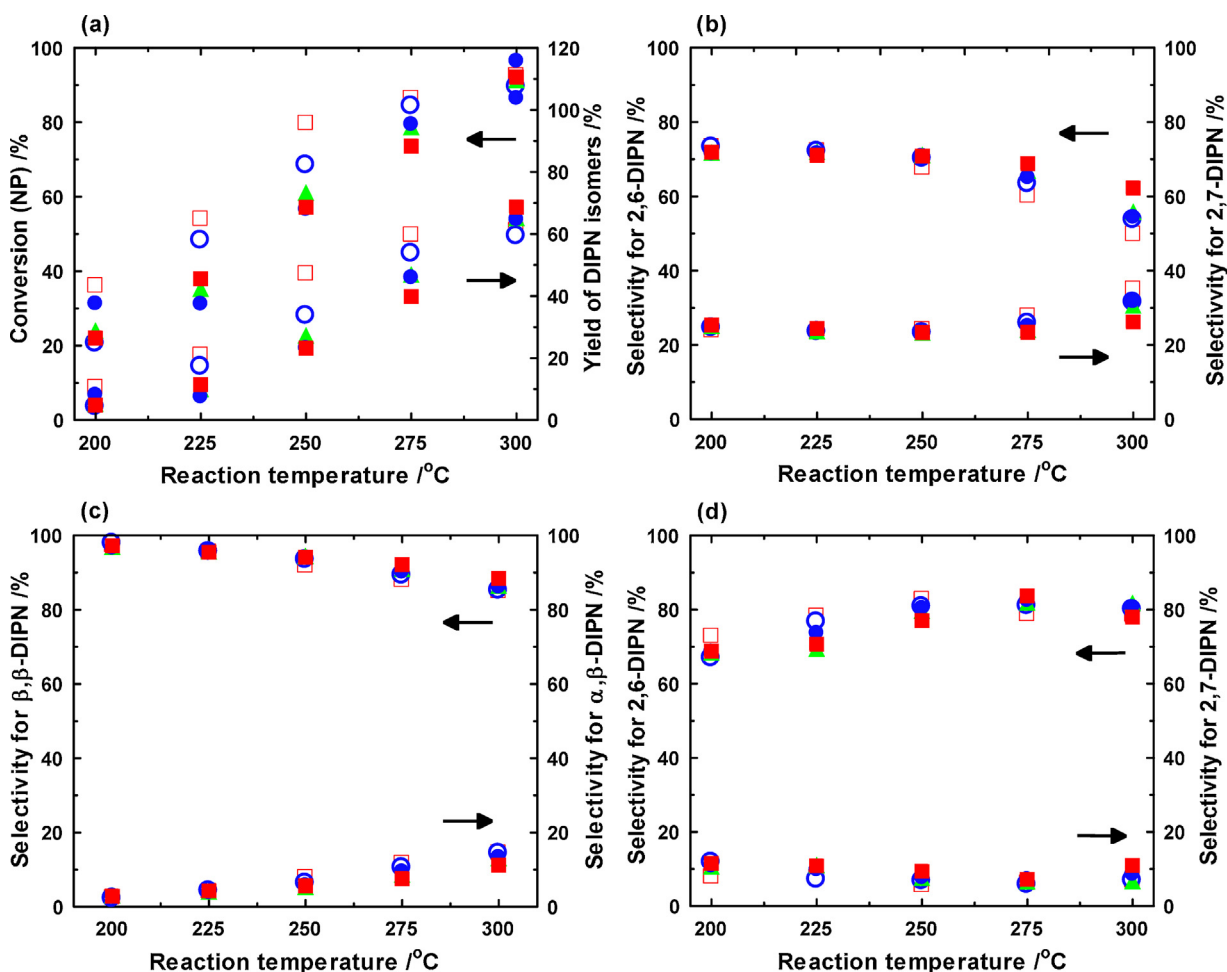 (a)
100
80
60
40
20
0
Conversion (NP) /%
120
100
80
60
40
20
0
Yield of DIPN isomers /%
200 225 250 275 300
Reaction temperature /°C
(b)
100
80
60
40
20
0
Selectivity for 2,6-DIPN /%
100
80
60
40
20
0
Selectivvity for 2,7-DIPN /%
200 225 250 275 300
Reaction temperature /°C
(c)
100
80
60
40
20
0
Selectivity for β,β-DIPN /%
100
80
60
40
20
0
Selectivity for α,β-DIPN /%
200 225 250 275 300
Reaction temperature /°C
(d)
100
80
60
40
20
0
Selectivity for 2,6-DIPN /%
100
80
60
40
20
0
Selectivity for 2,7-DIPN /%
200 225 250 275 300
Reaction temperature /°C